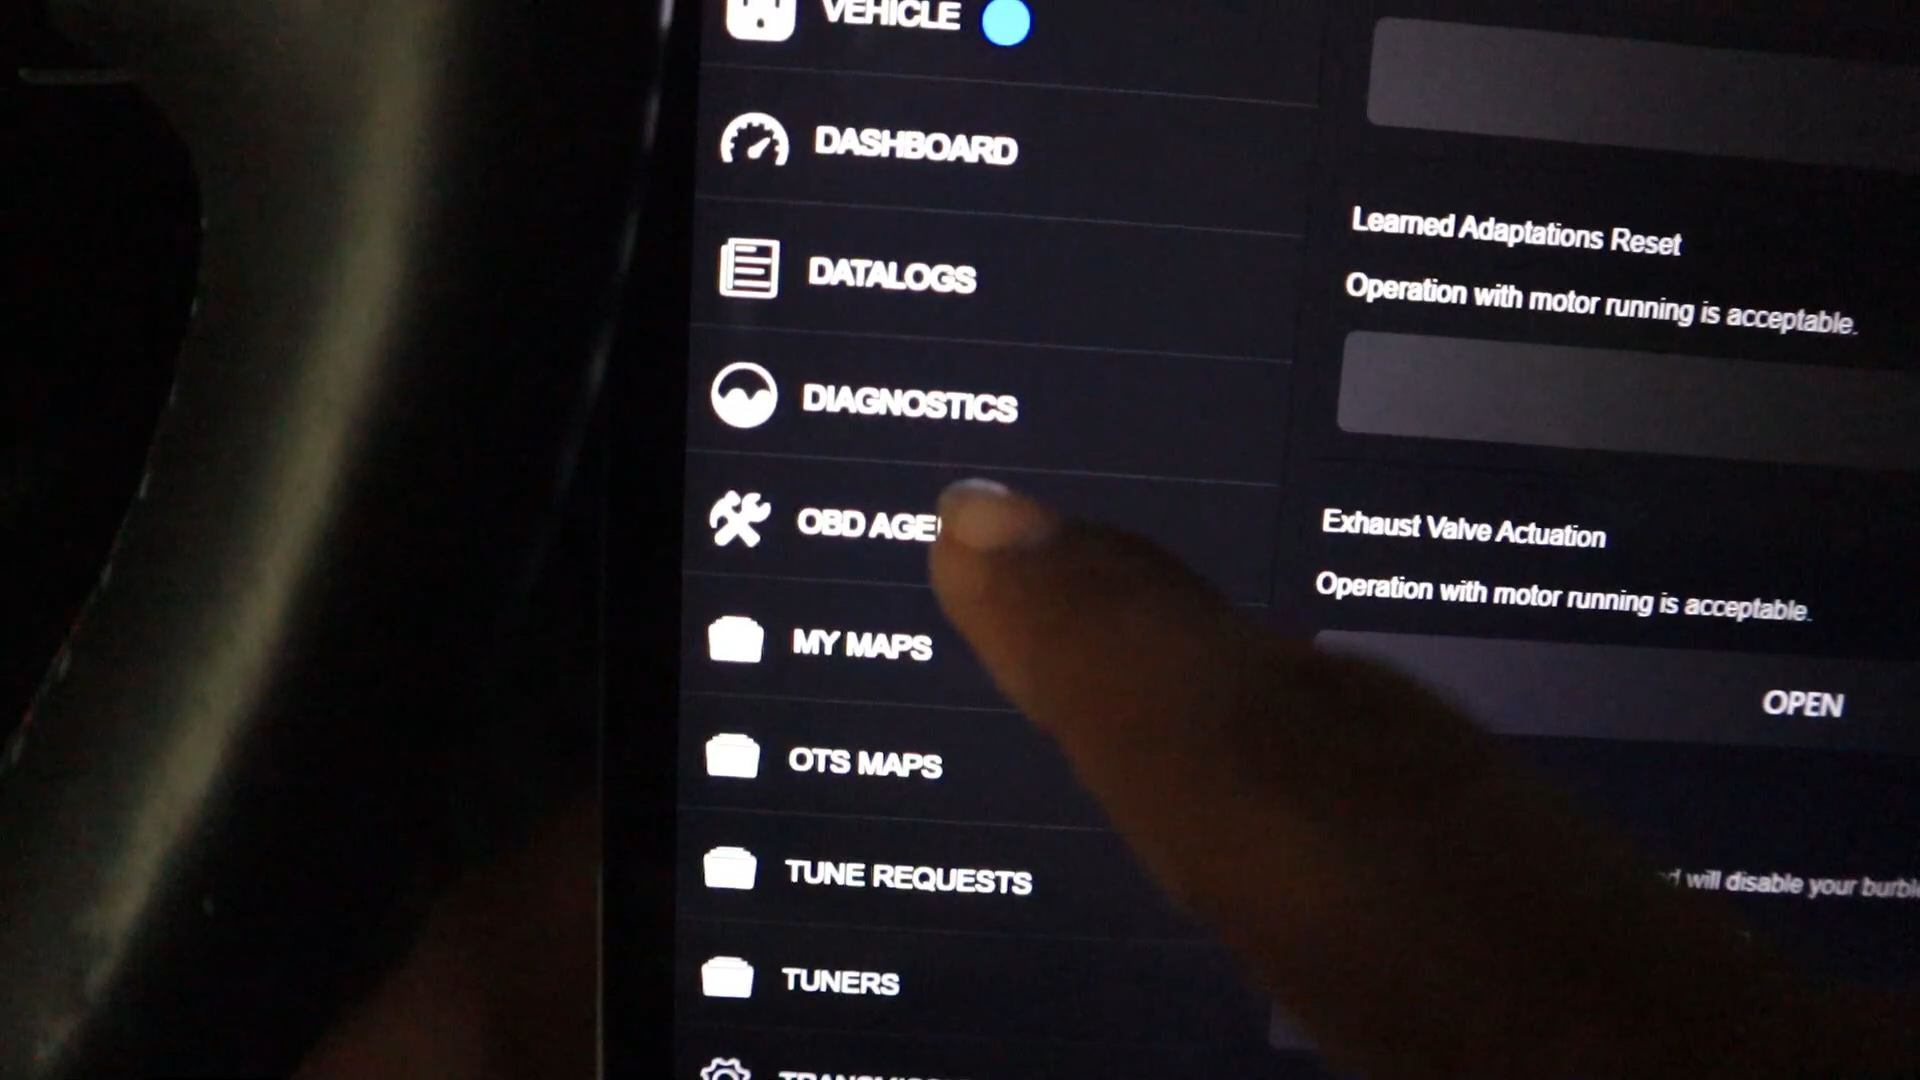 VEHICLE
DASHBOARD
DATALOGS
DIAGNOSTICS
OBD
MY MAPS
OTS MAPS
TUNE REQUESTS
TUNERS
Learned Adaptations Reset
Operation with motor running is acceptable.
Exhaust Valve Actuation
Operation with motor running is acceptable.
OPEN
will disable your